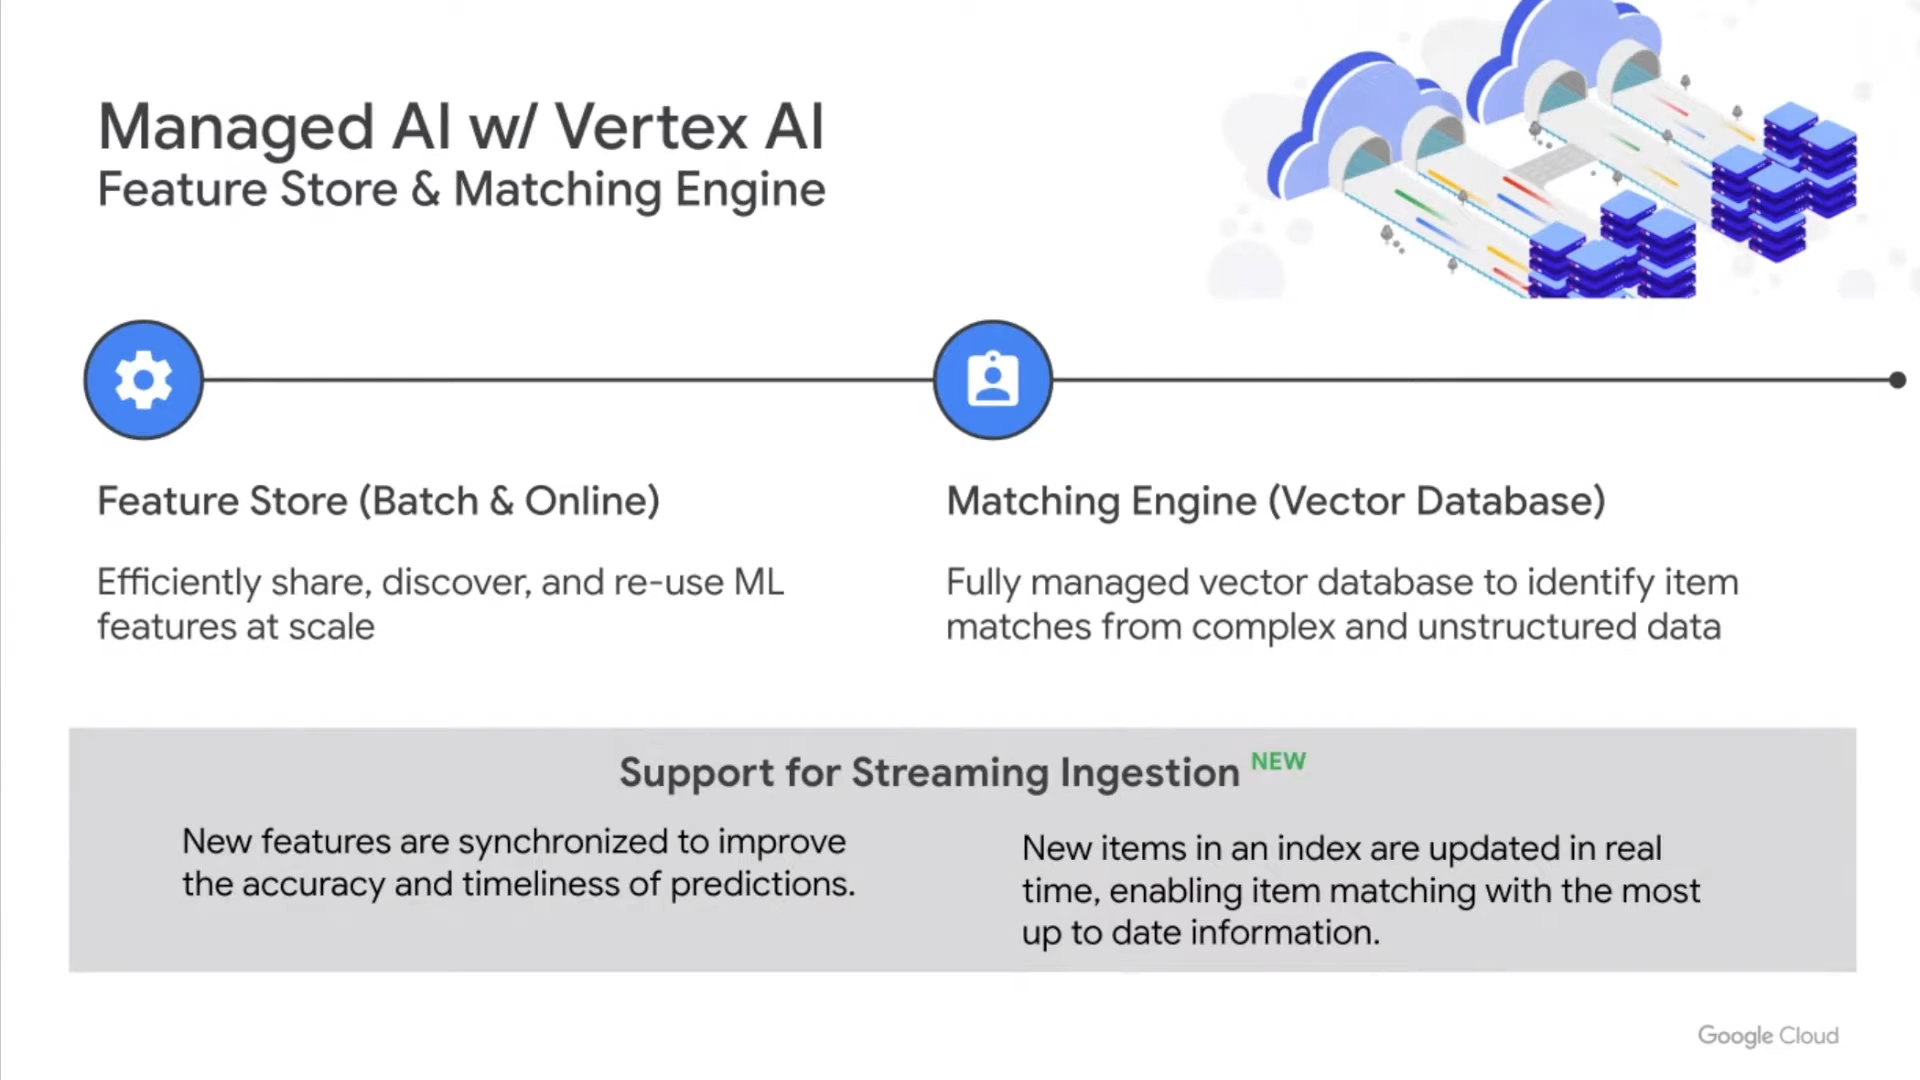 Managed AI w/ Vertex AI
Feature Store & Matching Engine
Feature Store (Batch & Online)
Efficiently share, discover, and re-use ML
features at scale
Matching Engine (Vector Database)
Fully managed vector database to identify item
matches from complex and unstructured data
Support for Streaming Ingestion NEW
New features are synchronized to improve
the accuracy and timeliness of predictions.
New items in an index are updated in real
time, enabling item matching with the most
up to date information.
Google Cloud